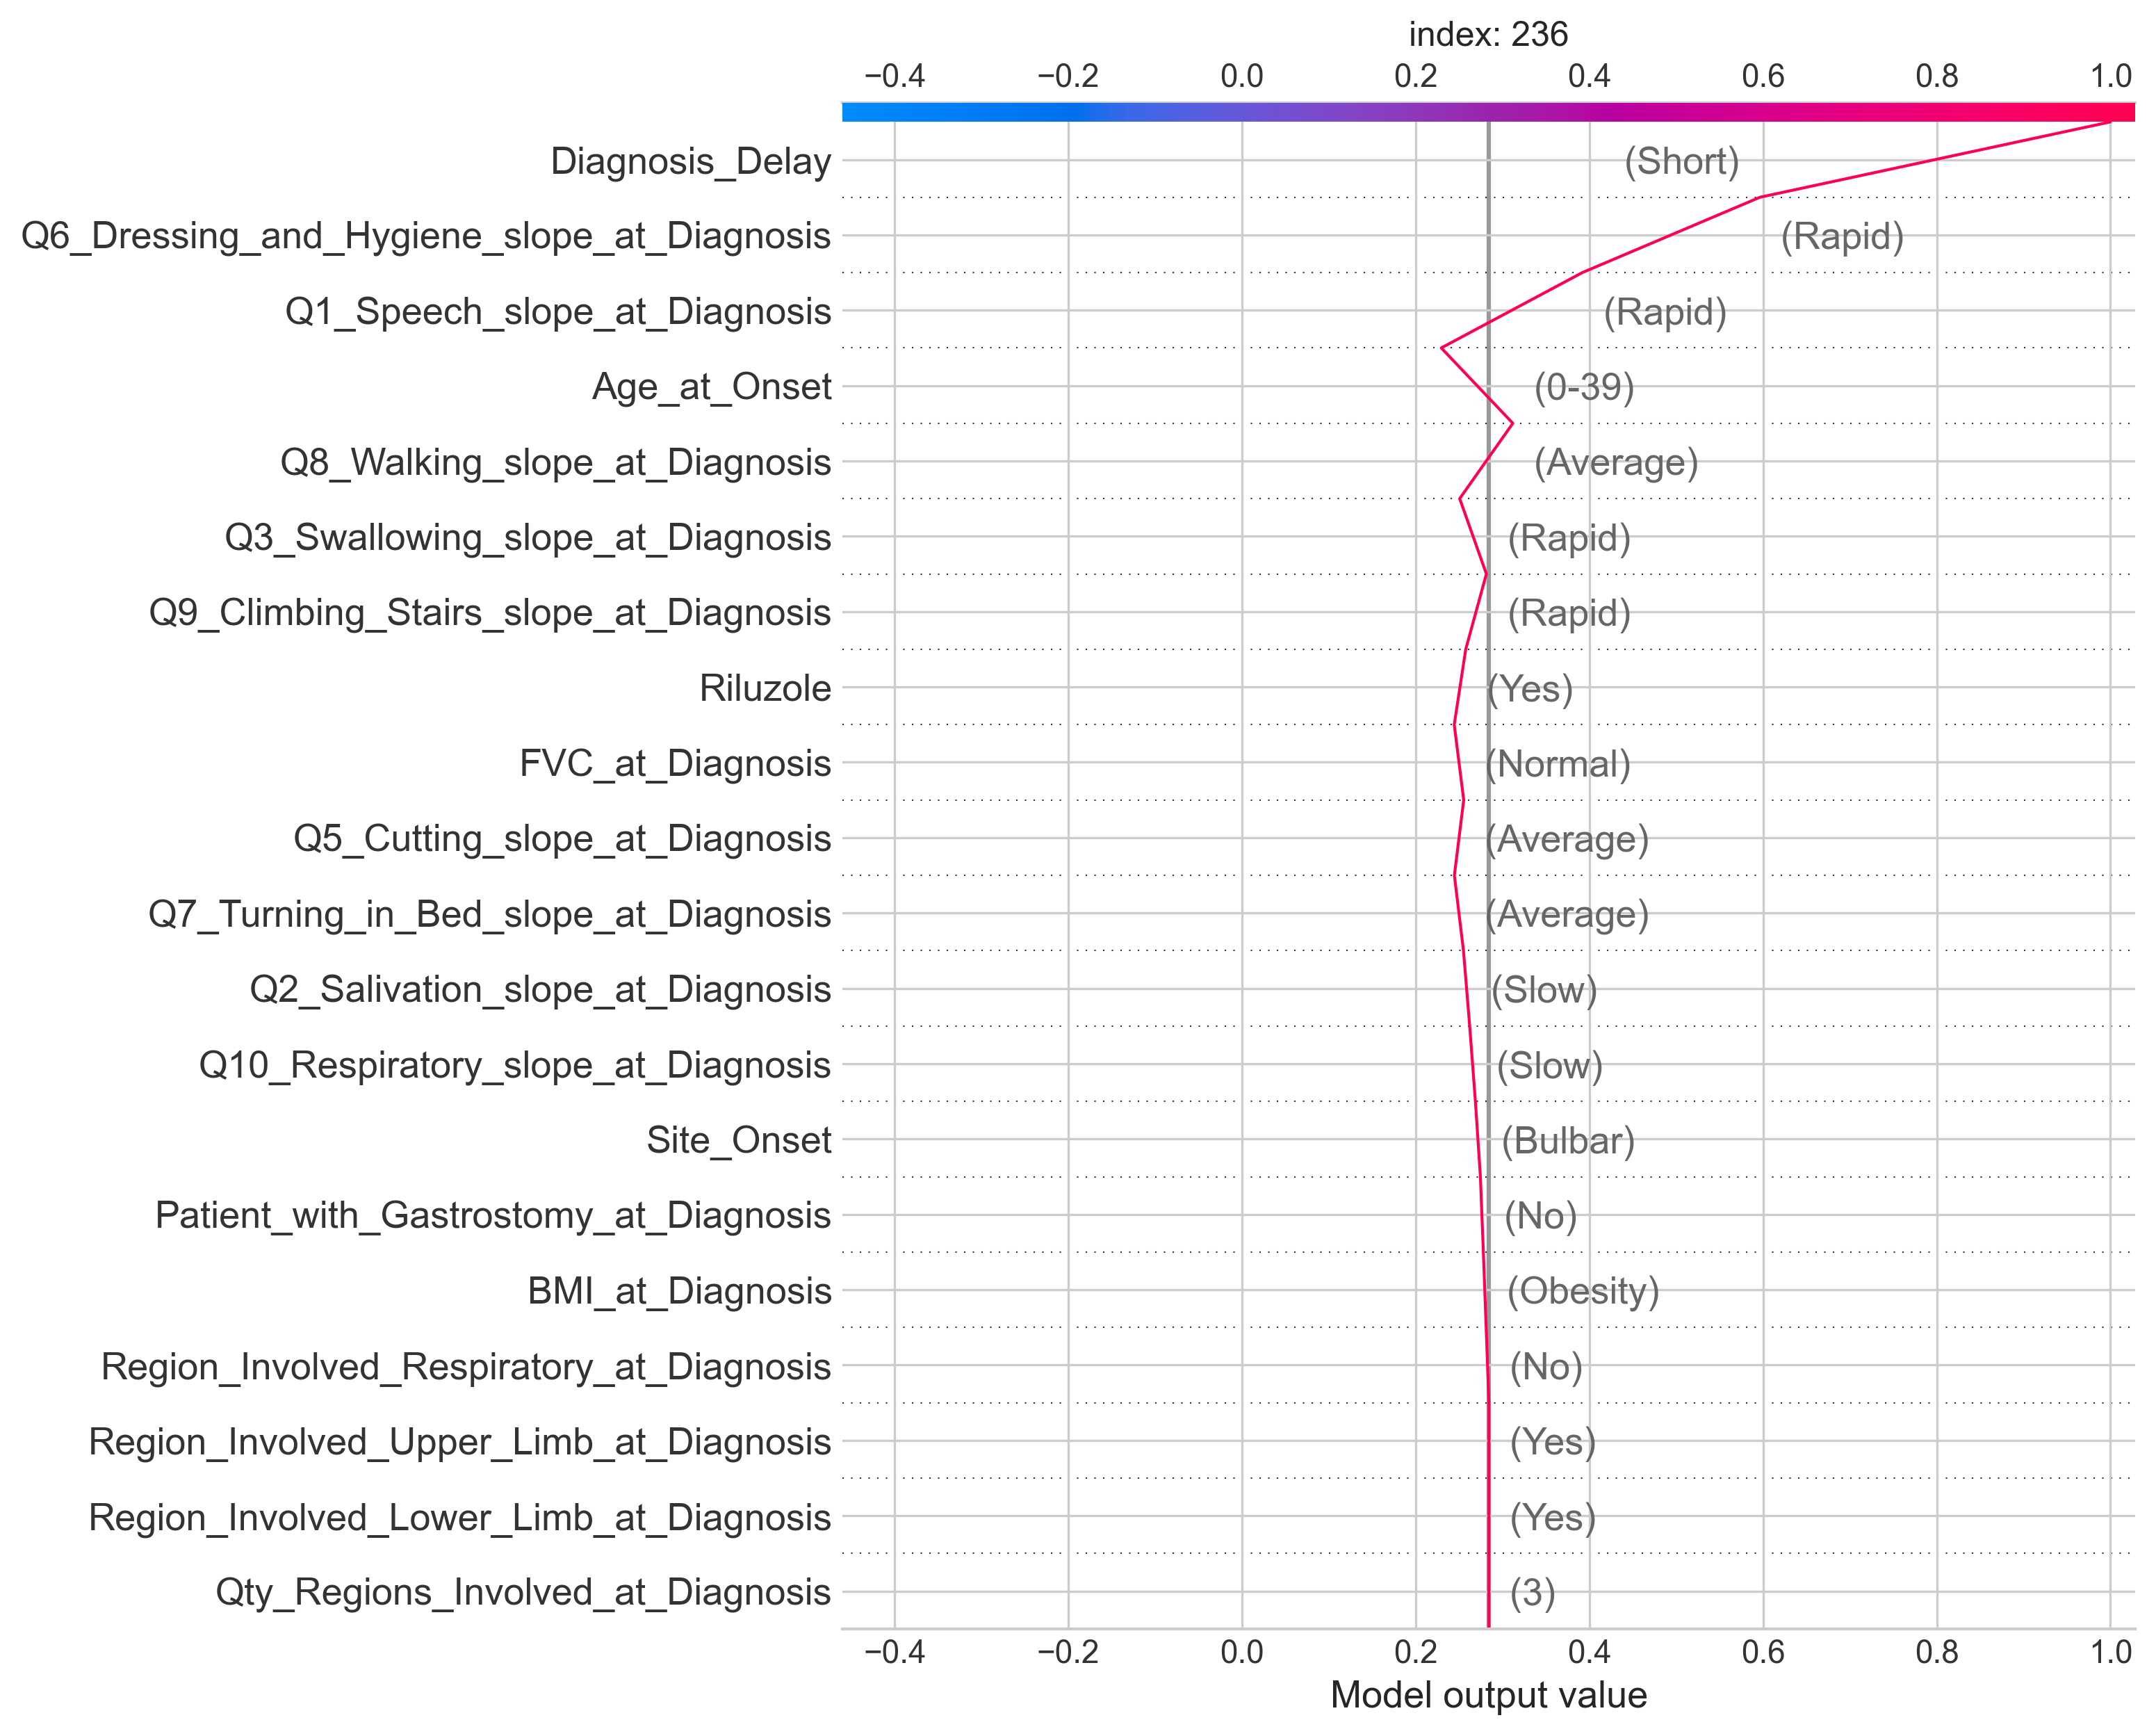 index: 236
−0.4 −0.2 0.0 0.2 0.4 0.6 0.8 1.0
Diagnosis_Delay (Short)
Q6_Dressing_and_Hygiene_slope_at_Diagnosis (Rapid)
Q1_Speech_slope_at_Diagnosis (Rapid)
Age_at_Onset (0-39)
Q8_Walking_slope_at_Diagnosis (Average)
Q3_Swallowing_slope_at_Diagnosis (Rapid)
Q9_Climbing_Stairs_slope_at_Diagnosis (Rapid)
Riluzole (Yes)
FVC_at_Diagnosis (Normal)
Q5_Cutting_slope_at_Diagnosis (Average)
Q7_Turning_in_Bed_slope_at_Diagnosis (Average)
Q2_Salivation_slope_at_Diagnosis (Slow)
Q10_Respiratory_slope_at_Diagnosis (Slow)
Site_Onset (Bulbar)
Patient_with_Gastrostomy_at_Diagnosis (No)
BMI_at_Diagnosis (Obesity)
Region_Involved_Respiratory_at_Diagnosis (No)
Region_Involved_Upper_Limb_at_Diagnosis (Yes)
Region_Involved_Lower_Limb_at_Diagnosis (Yes)
Qty_Regions_Involved_at_Diagnosis (3)
−0.4 −0.2 0.0 0.2 0.4 0.6 0.8 1.0
Model output value